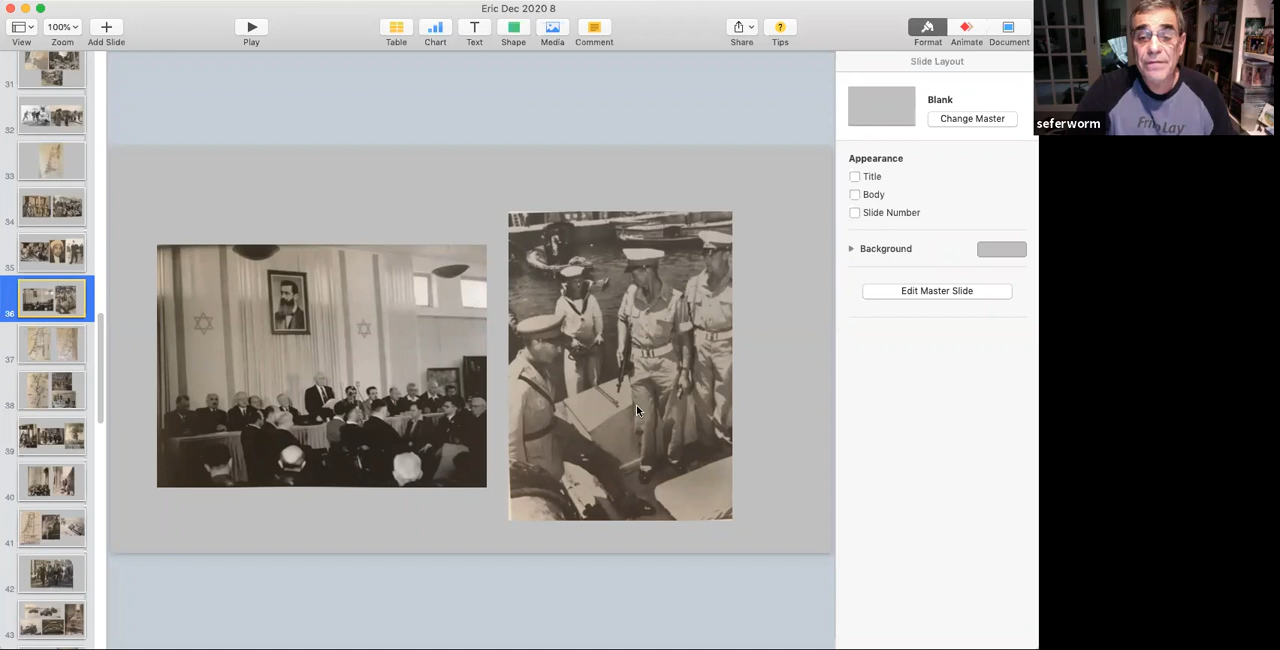 Eric Dec 2020 8
100%
View
Zoom
Add Slide
Play
Table
Chart
Text
Shape
Media
Comment
Share
Tips
Format
Animate
Document
31
32
33
34
35
36
37
38
39
40
41
42
43
Slide Layout
Blank
Change Master
Appearance
Title
Body
Slide Number
Background
Edit Master Slide
seferworm